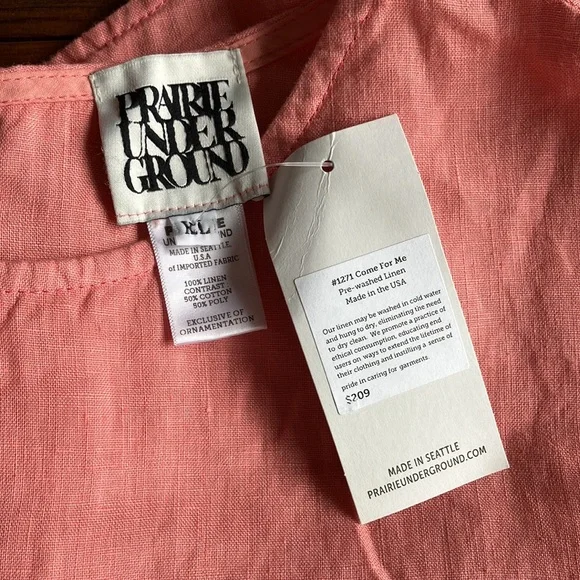 PRAIRIE
UNDER
GROUND
XL
MADE IN SEATTLE,
U.S.A
of IMPORTED FABRIC
100% LINEN
CONTRAST
50% COTTON
50% POLY
EXCLUSIVE OF
ORNAMENTATION
#1271 Come For Me
Pre-washed Linen
Made in the USA
Our linen may be washed in cold water
and hung to dry, eliminating the need
to dry clean. We promote a practice of
ethical consumption, educating end
users on ways to extend the lifetime of
their clothing and instilling a sense of
pride in caring for garments.
$209
MADE IN SEATTLE
PRAIRIEUNDERGROUND.COM